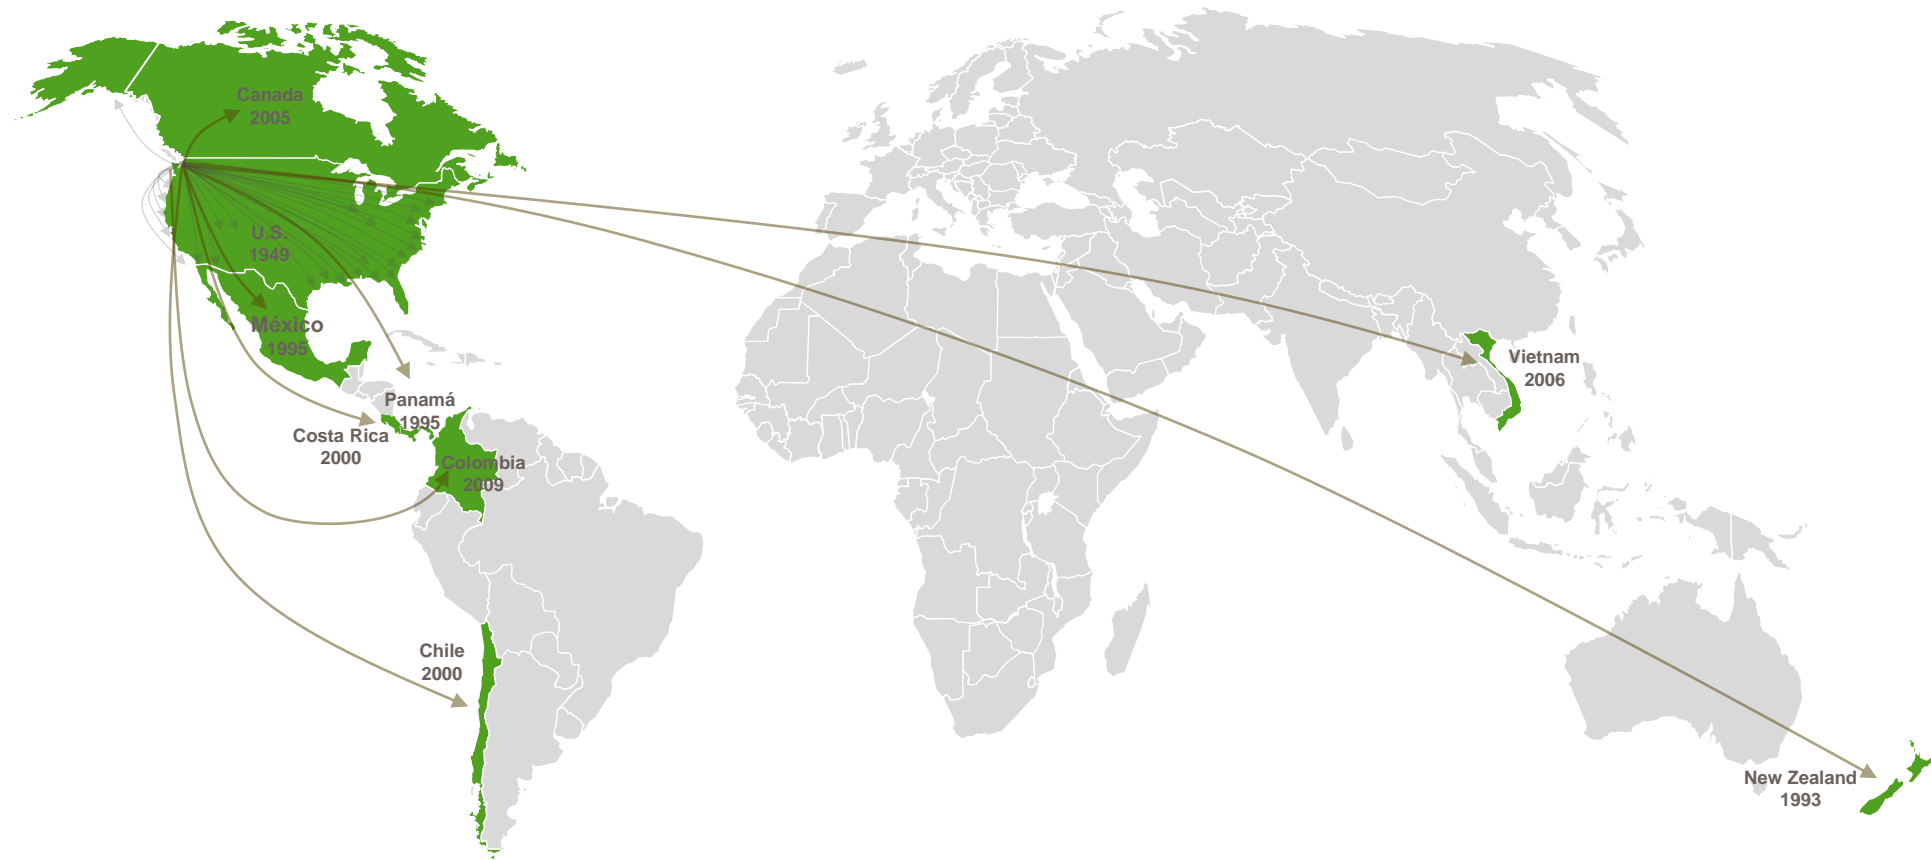 Canada
2005
U.S.
1949
México
1995
Panamá
1995
Costa Rica
2000
Colombia
2009
Chile
2000
Vietnam
2006
New Zealand
1993